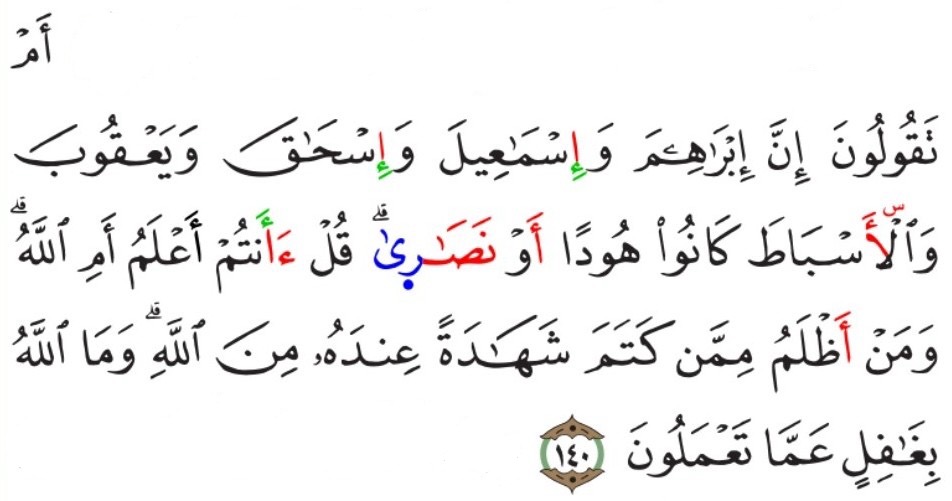 أَمۡ
تَقُولُونَ إِنَّ إِبۡرَٰهِـۧمَ وَإِسۡمَٰعِيلَ وَإِسۡحَٰقَ وَيَعۡقُوبَ
وَٱلۡأَسۡبَاطَ كَانُواْ هُودًا أَوۡ نَصَٰرِىٰۗ قُلۡ ءَأَنتُمۡ أَعۡلَمُ أَمِ ٱللَّهُۗ
وَمَنۡ أَظۡلَمُ مِمَّن كَتَمَ شَهَٰدَةً عِندَهُۥ مِنَ ٱللَّهِۗ وَمَا ٱللَّهُ
بِغَٰفِلٍ عَمَّا تَعۡمَلُونَ ١٤٠